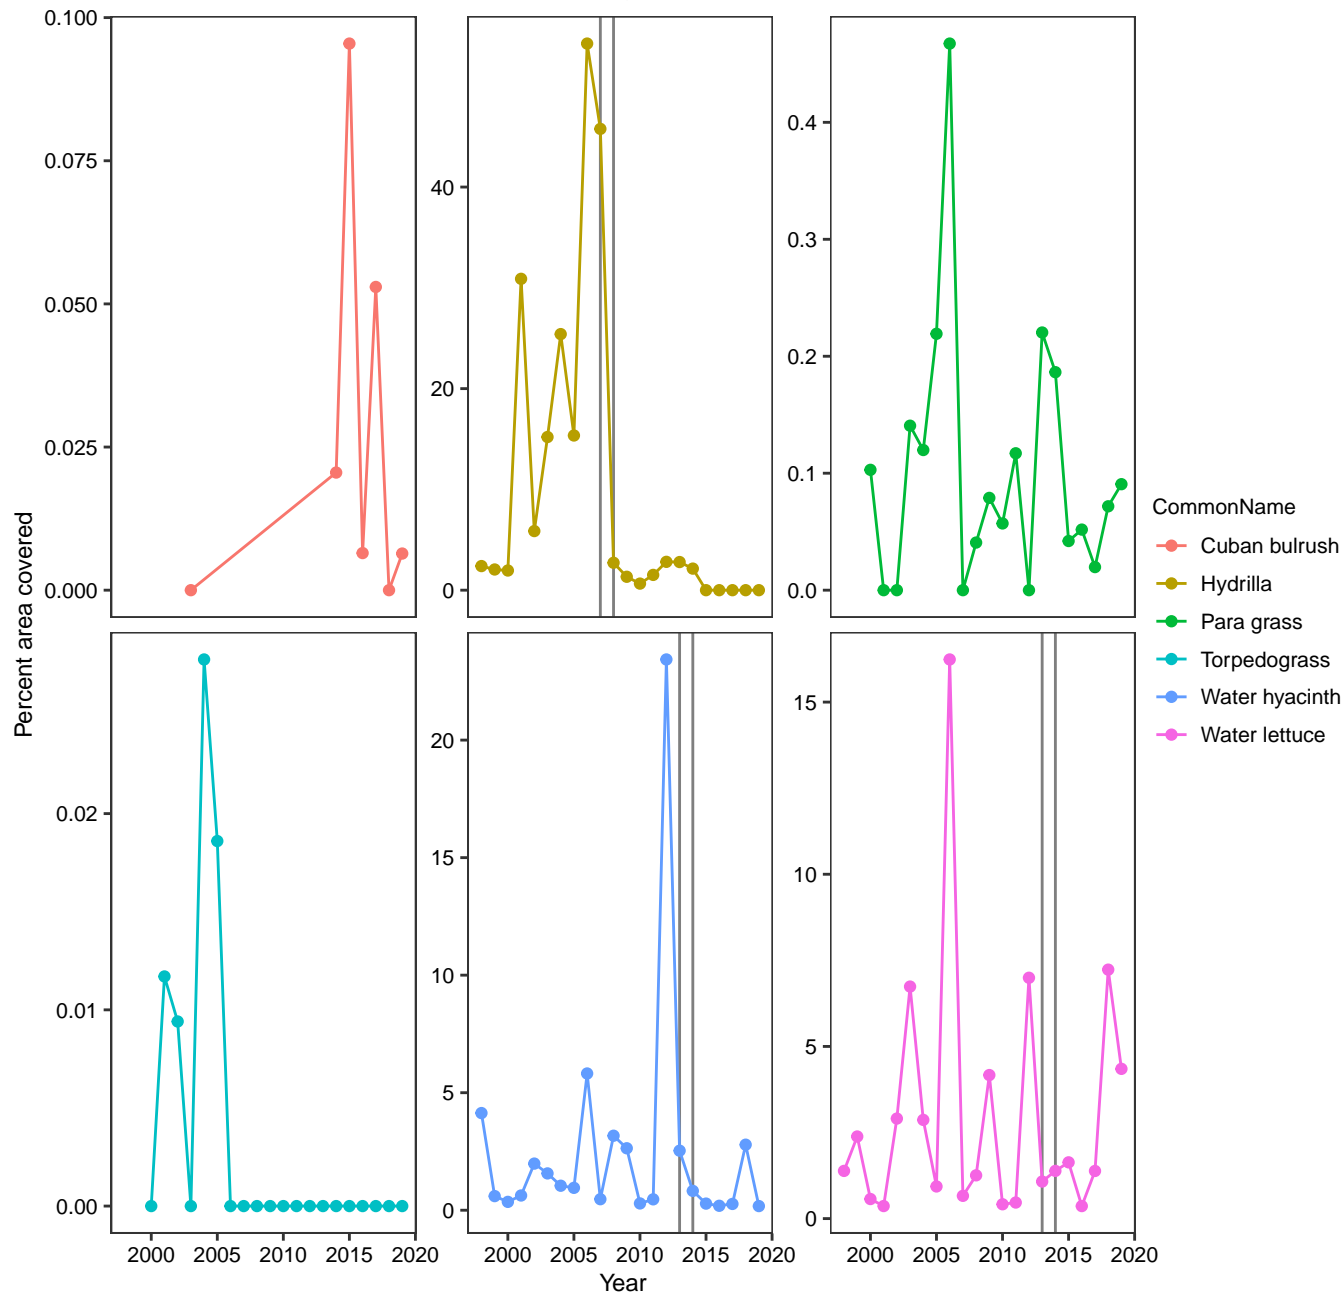 Percent area covered
0.100
0.075
0.050
0.025
0.000
40
20
0
0.4
0.3
0.2
0.1
0.0
0.02
0.01
0.00
20
15
10
5
0
15
10
5
0
2000 2005 2010 2015 2020
2000 2005 2010 2015 2020
2000 2005 2010 2015 2020
Year
CommonName
Cuban bulrush
Hydrilla
Para grass
Torpedograss
Water hyacinth
Water lettuce